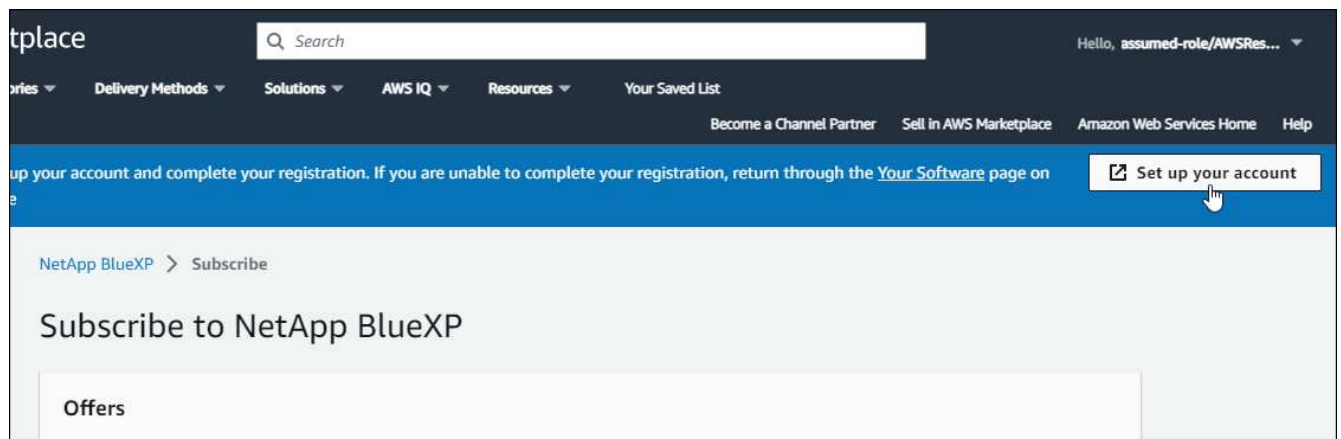 tplace
Search
Hello, assumed-role/AWSRes...
ories
Delivery Methods
Solutions
AWS IQ
Resources
Your Saved List
Become a Channel Partner
Sell in AWS Marketplace
Amazon Web Services Home
Help
up your account and complete your registration. If you are unable to complete your registration, return through the Your Software page on
e
Set up your account
NetApp BlueXP > Subscribe
Subscribe to NetApp BlueXP
Offers